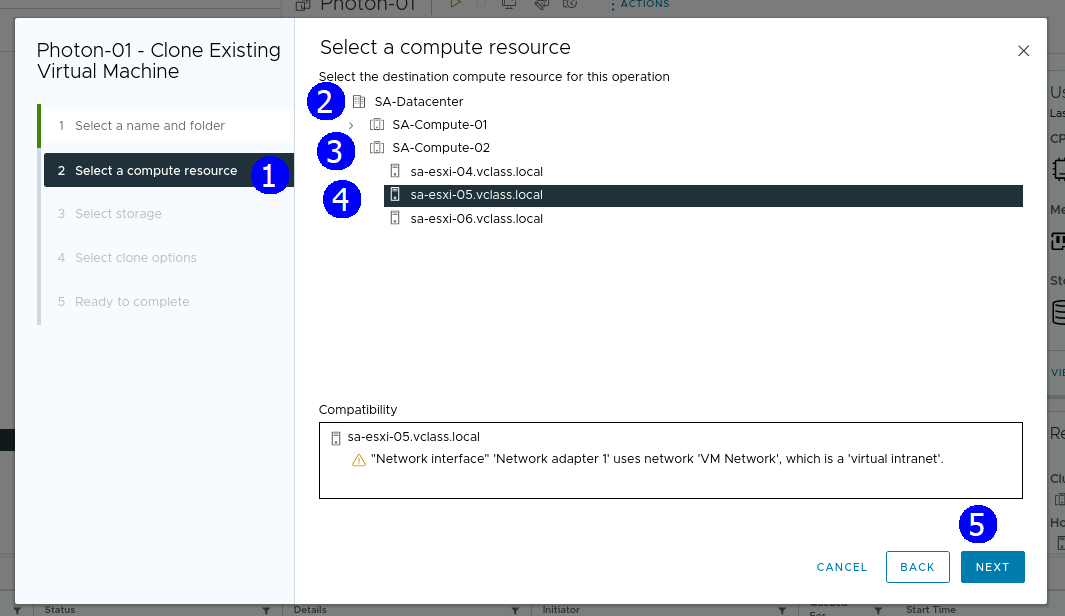 Photon-01
ACTIONS
Photon-01 - Clone Existing
Virtual Machine
1 Select a name and folder
2 Select a compute resource
1
3 Select storage
4 Select clone options
5 Ready to complete
Select a compute resource
Select the destination compute resource for this operation
2 SA-Datacenter
SA-Compute-01
3 SA-Compute-02
sa-esxi-04.vclass.local
4 sa-esxi-05.vclass.local
sa-esxi-06.vclass.local
Compatibility
sa-esxi-05.vclass.local
"Network interface" 'Network adapter 1' uses network 'VM Network', which is a 'virtual intranet'.
5
CANCEL
BACK
NEXT
Status
Details
Initiator
For
Start Time